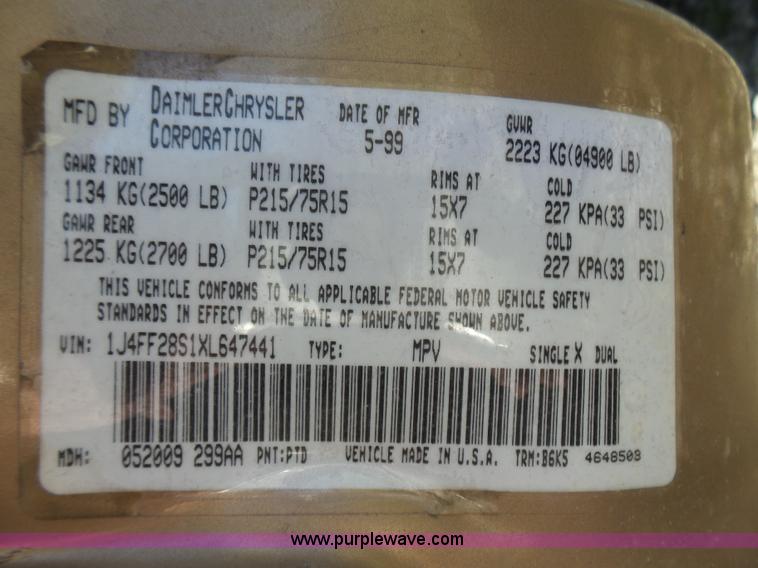 MFD BY DAIMLERCHRYSLER CORPORATION DATE OF MFR 5-99 GVWR 2223 KG(04900 LB)
GAWR FRONT WITH TIRES RIMS AT COLD
1134 KG(2500 LB) P215/75R15 15X7 227 KPA(33 PSI)
GAWR REAR WITH TIRES RIMS AT COLD
1225 KG(2700 LB) P215/75R15 15X7 227 KPA(33 PSI)
THIS VEHICLE CONFORMS TO ALL APPLICABLE FEDERAL MOTOR VEHICLE SAFETY
STANDARDS IN EFFECT ON THE DATE OF MANUFACTURE SHOWN ABOVE.
VIN: 1J4FF28S1XL647441 TYPE: MPV SINGLE X DUAL
MDH: 052009 299AA PNT:PTD VEHICLE MADE IN U.S.A. TRM:B6K5 4648503
www.purplewave.com